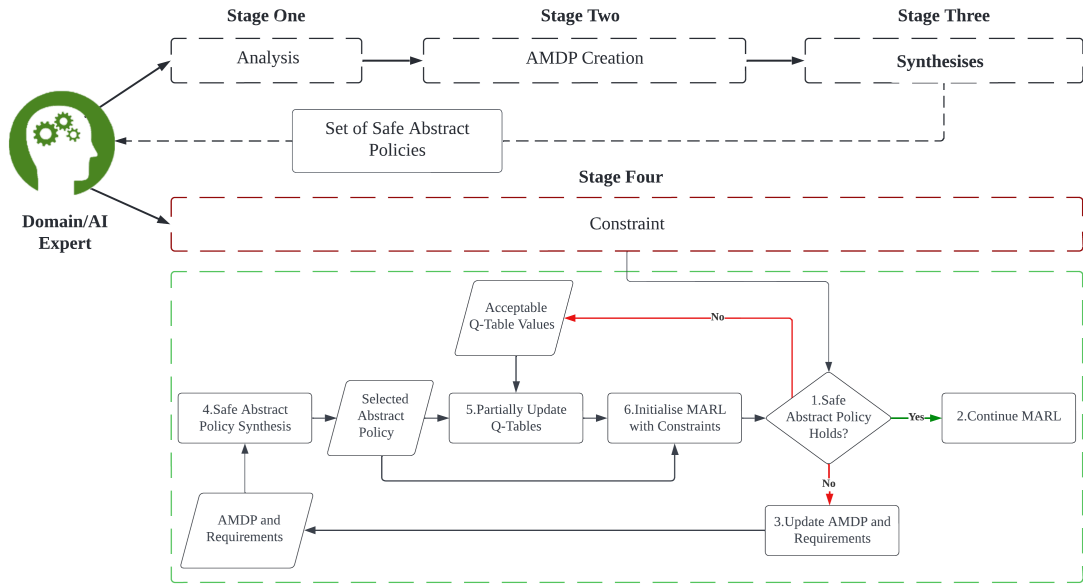 Stage One
Stage Two
Stage Three
Analysis
AMDP Creation
Synthesises
Set of Safe Abstract
Policies
Domain/AI
Expert
Stage Four
Constraint
Acceptable
Q-Table Values
No
4.Safe Abstract
Policy Synthesis
Selected
Abstract
Policy
5.Partially Update
Q-Tables
6.Initialise MARL
with Constraints
1.Safe
Abstract Policy
Holds?
Yes
2.Continue MARL
No
AMDP and
Requirements
3.Update AMDP and
Requirements